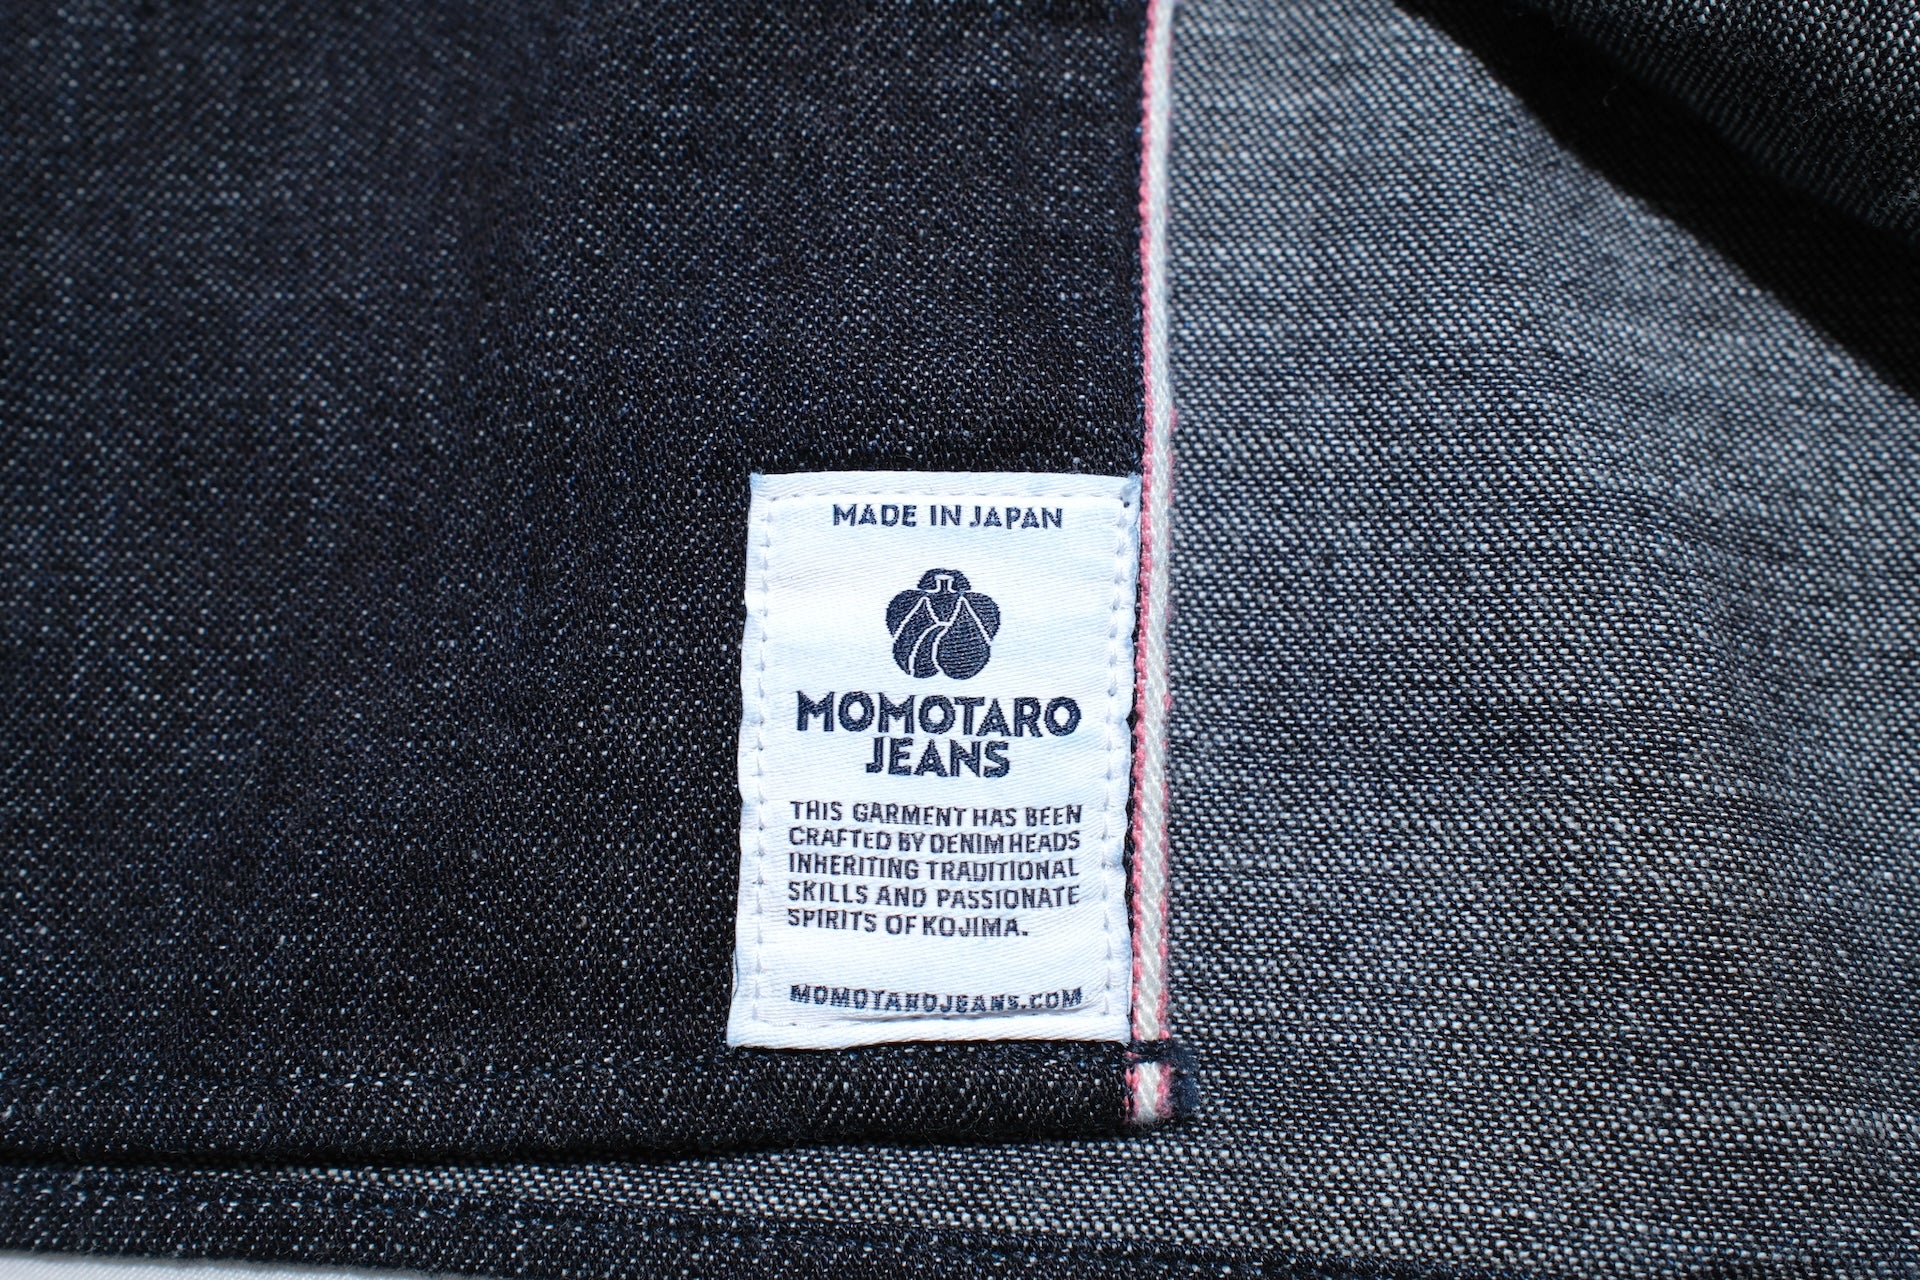 MADE IN JAPAN
MOMOTARO
JEANS
THIS GARMENT HAS BEEN
CRAFTED BY DENIM HEADS
INHERITING TRADITIONAL
SKILLS AND PASSIONATE
SPIRITS OF KOJIMA.
MOMOTAROJEANS.COM